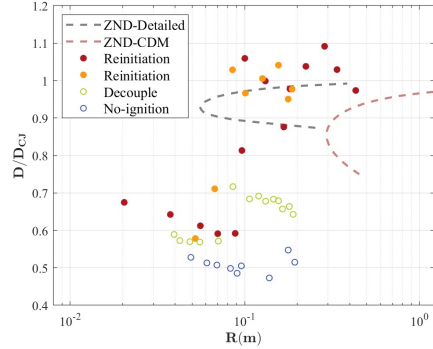 1.2
1.1
1
0.9
0.8
0.7
0.6
0.5
0.4
D/D_CJ
ZND-Detailed
ZND-CDM
Reinitiation
Reinitiation
Decouple
No-ignition
10^-2
10^-1
10^0
R(m)